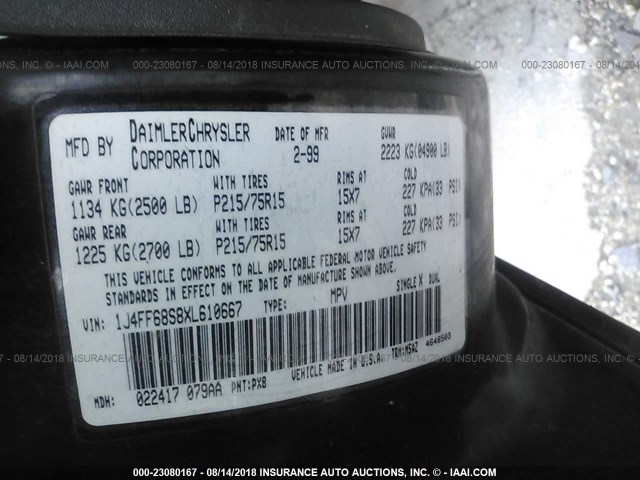 000-23080167 - 08/14/2018 INSURANCE AUTO AUCTIONS, INC. - © IAAI.COM
MFD BY DAIMLERCHRYSLER CORPORATION DATE OF MFR 2-99 GVWR 2223 KG(04900 LB)
GAWR FRONT WITH TIRES RIMS AT COLD
1134 KG(2500 LB) P215/75R15 15X7 227 KPA(33 PSI)
GAWR REAR WITH TIRES RIMS AT COLD
1225 KG(2700 LB) P215/75R15 15X7 227 KPA(33 PSI)
THIS VEHICLE CONFORMS TO ALL APPLICABLE FEDERAL MOTOR VEHICLE SAFETY
STANDARDS IN EFFECT ON THE DATE OF MANUFACTURE SHOWN ABOVE.
VIN: 1J4FF68S8XL610667 TYPE: MPV SINGLE X DUAL
MDH: 022417 079AA PNT:PX8 VEHICLE MADE IN U.S.A. TRM:M5AZ 4648503
000-23080167 - 08/14/2018 INSURANCE AUTO AUCTIONS, INC. - © IAAI.COM